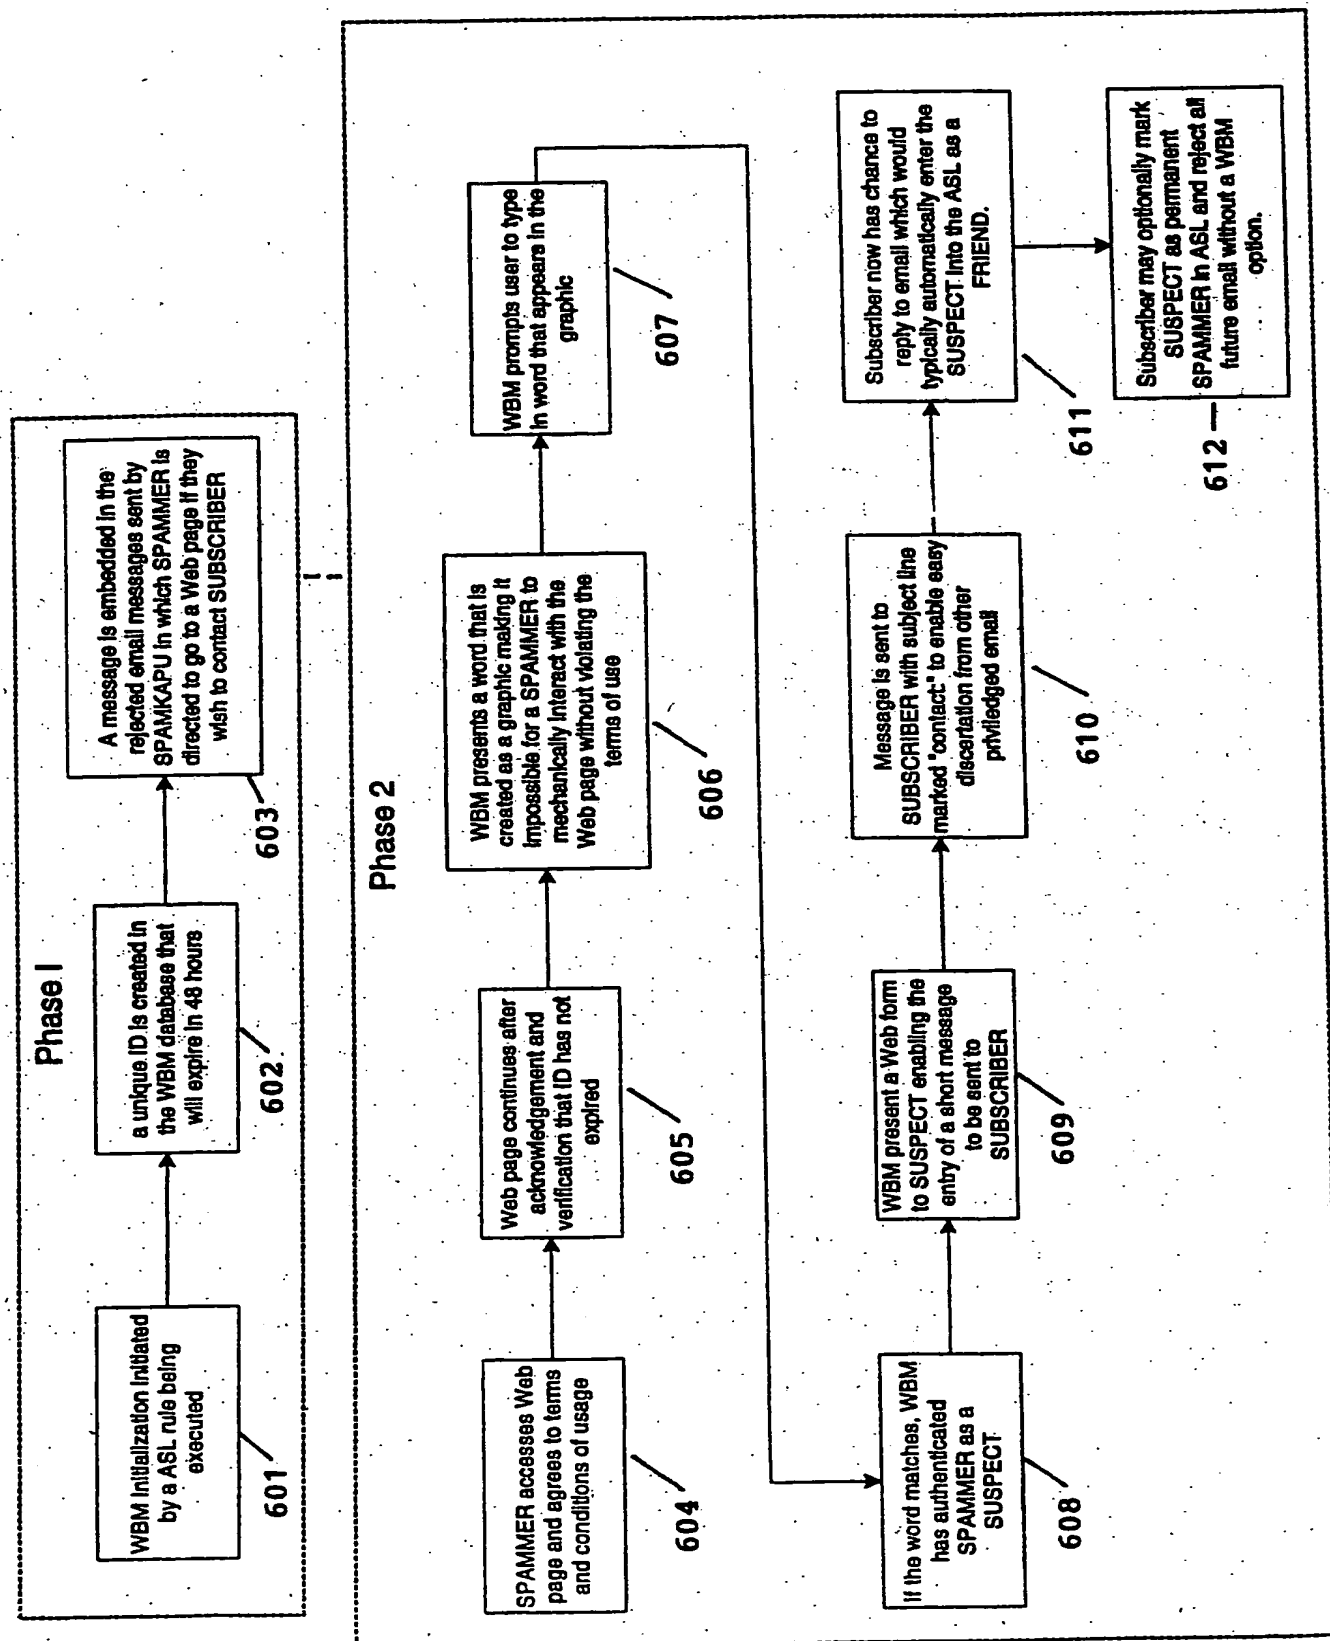 Phase I
WBM Initialization Initiated
by a ASL rule being
executed
601
a unique ID is created in
the WBM database that
will expire in 48 hours
602
A message is embedded in the
rejected email messages sent by
SPAMKAPU in which SPAMMER is
directed to go to a Web page if they
wish to contact SUBSCRIBER
603
Phase 2
SPAMMER accesses Web
page and agrees to terms
and conditions of usage
604
Web page continues after
acknowledgement and
verification that ID has not
expired
605
WBM presents a word that is
created as a graphic making it
impossible for a SPAMMER to
mechanically interact with the
Web page without violating the
terms of use
606
WBM prompts user to type
in word that appears in the
graphic
607
If the word matches, WBM
has authenticated
SPAMMER as a
SUSPECT
608
WBM present a Web form
to SUSPECT enabling the
entry of a short message
to be sent to
SUBSCRIBER
609
Message is sent to
SUBSCRIBER with subject line
marked "contact:" to enable easy
discertation from other
priviledged email
610
Subscriber now has chance to
reply to email which would
typically automatically enter the
SUSPECT into the ASL as a
FRIEND.
611
Subscriber may optionally mark
SUSPECT as permanent
SPAMMER in ASL and reject all
future email without a WBM
option.
612